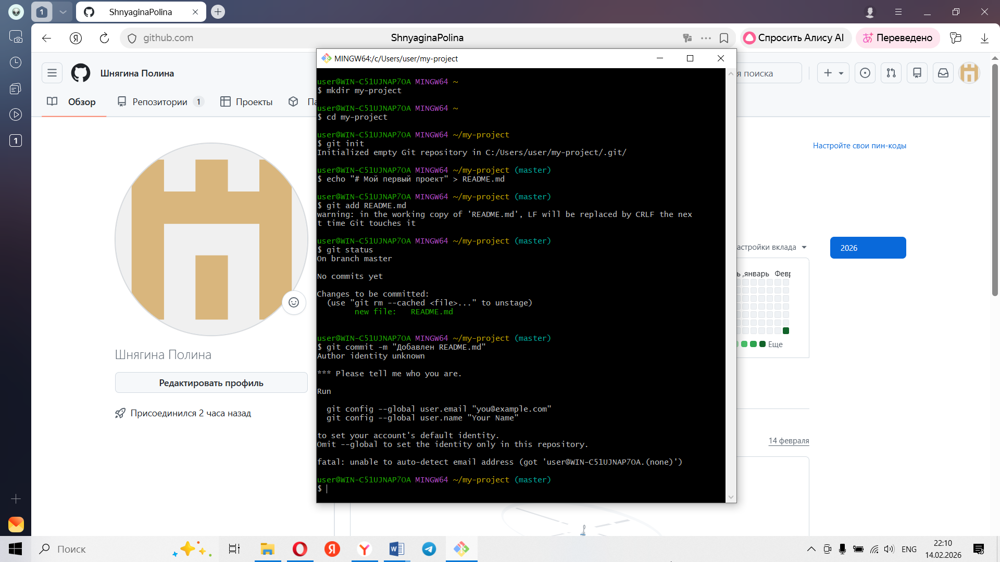 1
ShnyaginaPolina
github.com
ShnyaginaPolina
Спросить Алису AI
Переведено
1
Шнягина Полина
я поиска
Обзор
Репозитории 1
Проекты
Па
MINGW64:/c/Users/user/my-project
user@WIN-C51UJNAP7OA MINGW64 ~
$ mkdir my-project
user@WIN-C51UJNAP7OA MINGW64 ~
$ cd my-project
user@WIN-C51UJNAP7OA MINGW64 ~/my-project
$ git init
Initialized empty Git repository in C:/Users/user/my-project/.git/
user@WIN-C51UJNAP7OA MINGW64 ~/my-project (master)
$ echo "# Мой первый проект" > README.md
user@WIN-C51UJNAP7OA MINGW64 ~/my-project (master)
$ git add README.md
warning: in the working copy of 'README.md', LF will be replaced by CRLF the nex
t time Git touches it
user@WIN-C51UJNAP7OA MINGW64 ~/my-project (master)
$ git status
On branch master
No commits yet
Changes to be committed:
(use "git rm --cached <file>..." to unstage)
new file: README.md
user@WIN-C51UJNAP7OA MINGW64 ~/my-project (master)
$ git commit -m "Добавлен README.md"
Author identity unknown
*** Please tell me who you are.
Run
git config --global user.email "you@example.com"
git config --global user.name "Your Name"
to set your account's default identity.
Omit --global to set the identity only in this repository.
fatal: unable to auto-detect email address (got 'user@WIN-C51UJNAP7OA.(none)')
user@WIN-C51UJNAP7OA MINGW64 ~/my-project (master)
$
Настройте свои пин-коды
астройки вклада
2026
ь ,январь Февр
Еще
14 февраля
Шнягина Полина
Редактировать профиль
Присоединился 2 часа назад
Поиск
ENG
22:10
14.02.2026